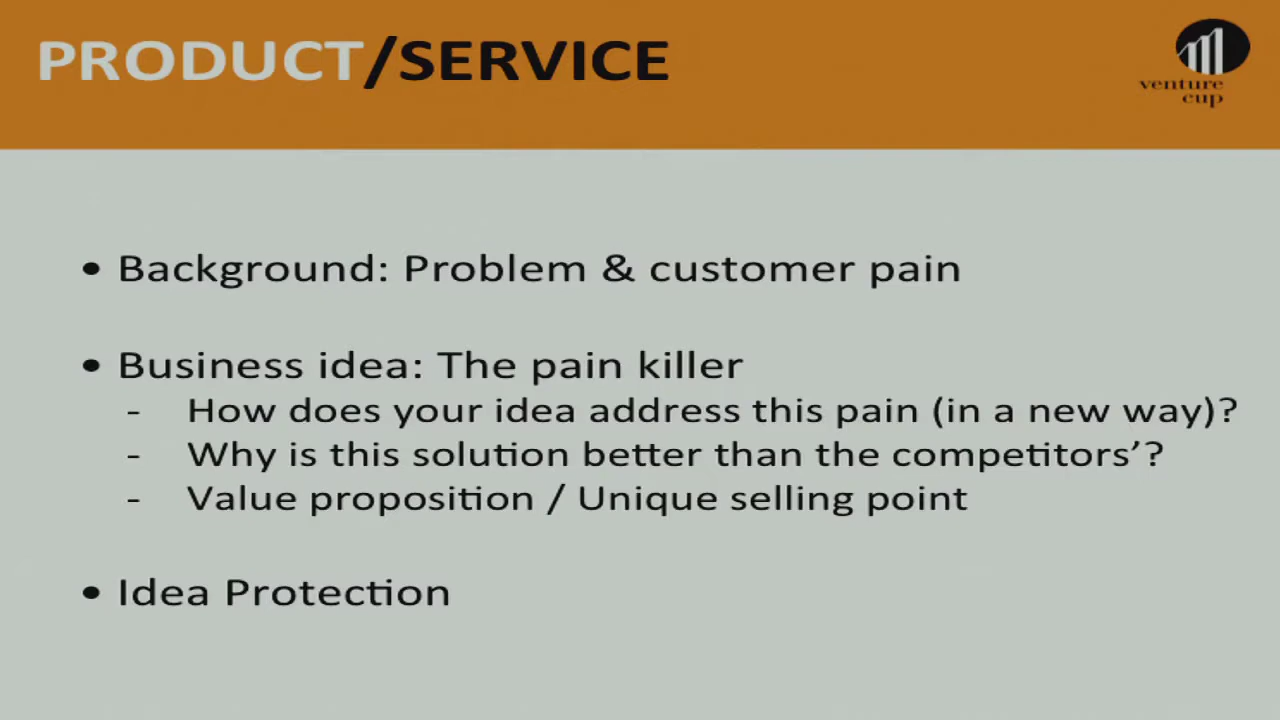 PRODUCT/SERVICE
venture
cup
• Background: Problem & customer pain
• Business idea: The pain killer
- How does your idea address this pain (in a new way)?
- Why is this solution better than the competitors’?
- Value proposition / Unique selling point
• Idea Protection